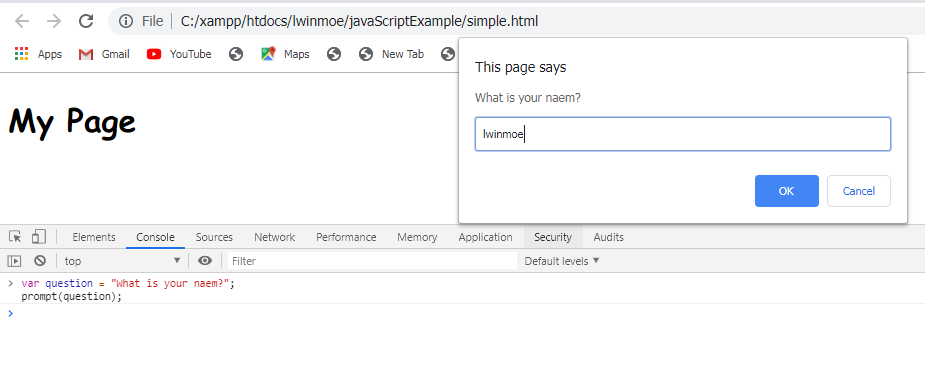 File | C:/xampp/htdocs/lwinmoe/javaScriptExample/simple.html
Apps Gmail YouTube Maps New Tab
This page says
What is your naem?
lwinmoe
OK Cancel
My Page
Elements Console Sources Network Performance Memory Application Security Audits
top Filter Default levels
var question = "What is your naem?";
prompt(question);